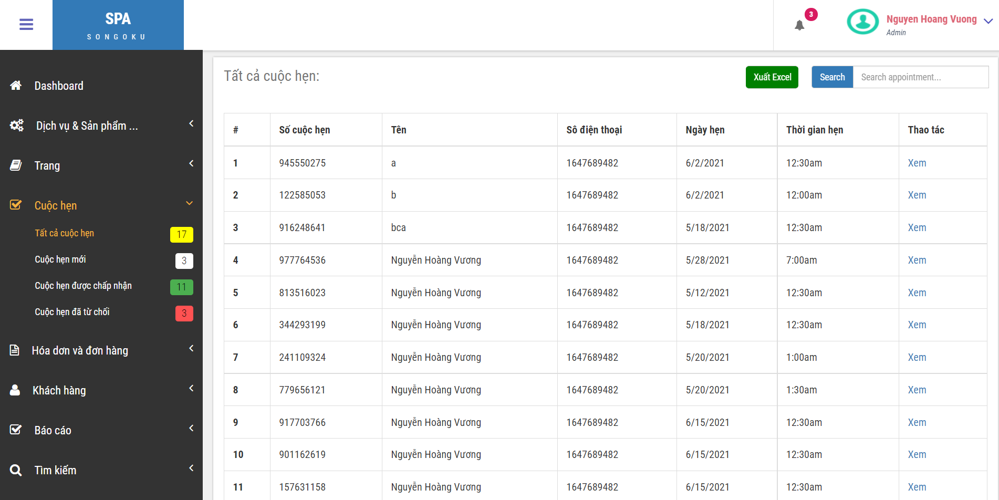 SPA
SONGOKU
3
Nguyen Hoang Vuong
Admin
Dashboard
Dịch vụ & Sản phẩm ...
Trang
Cuộc hẹn
Tất cả cuộc hẹn 17
Cuộc hẹn mới 3
Cuộc hẹn được chấp nhận 11
Cuộc hẹn đã từ chối 3
Hóa dơn và đơn hàng
Khách hàng
Báo cáo
Tìm kiếm
Tất cả cuộc hẹn:
Xuất Excel
Search
Search appointment...
# Số cuộc hẹn Tên Sô điện thoại Ngày hẹn Thời gian hẹn Thao tác
1 945550275 a 1647689482 6/2/2021 12:30am Xem
2 122585053 b 1647689482 6/2/2021 12:00am Xem
3 916248641 bca 1647689482 5/18/2021 12:30am Xem
4 977764536 Nguyễn Hoàng Vương 1647689482 5/28/2021 7:00am Xem
5 813516023 Nguyễn Hoàng Vương 1647689482 5/12/2021 12:30am Xem
6 344293199 Nguyễn Hoàng Vương 1647689482 5/18/2021 12:30am Xem
7 241109324 Nguyễn Hoàng Vương 1647689482 5/20/2021 1:00am Xem
8 779656121 Nguyễn Hoàng Vương 1647689482 5/20/2021 1:30am Xem
9 917703766 Nguyễn Hoàng Vương 1647689482 6/15/2021 12:30am Xem
10 901162619 Nguyễn Hoàng Vương 1647689482 6/15/2021 12:30am Xem
11 157631158 Nguyễn Hoàng Vương 1647689482 6/15/2021 12:30am Xem